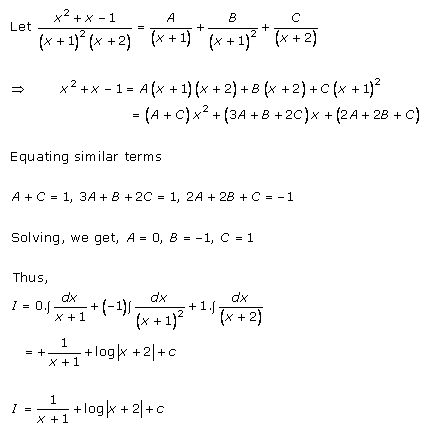 Let (x² + x − 1)/((x + 1)² (x + 2)) = A/(x + 1) + B/(x + 1)² + C/(x + 2)
⇒ x² + x − 1 = A(x + 1)(x + 2) + B(x + 2) + C(x + 1)²
= (A + C)x² + (3A + B + 2C)x + (2A + 2B + C)
Equating similar terms
A + C = 1, 3A + B + 2C = 1, 2A + 2B + C = −1
Solving, we get, A = 0, B = −1, C = 1
Thus,
I = 0.∫ dx/(x + 1) + (−1)∫ dx/(x + 1)² + 1.∫ dx/(x + 2)
= + 1/(x + 1) + log|x + 2| + c
I = 1/(x + 1) + log|x + 2| + c